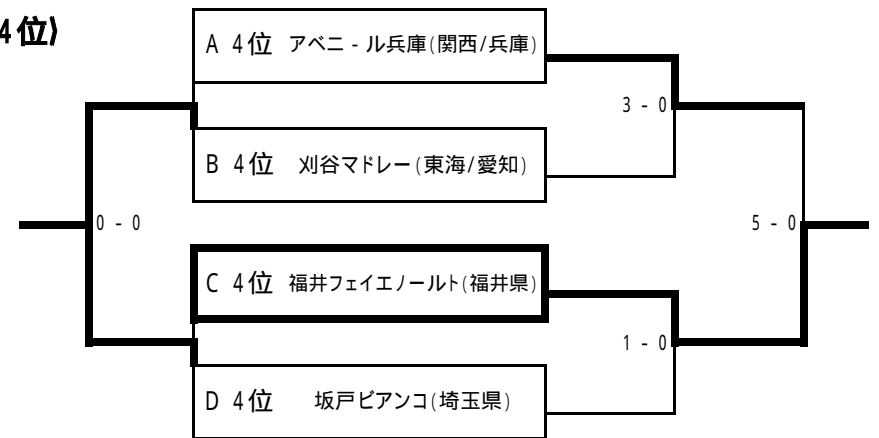 4位)
A 4位 アベニ-ル兵庫(関西/兵庫)
3 - 0
B 4位 刈谷マドレー(東海/愛知)
0 - 0
5 - 0
C 4位 福井フェイエノールト(福井県)
1 - 0
D 4位 坂戸ビアンコ(埼玉県)